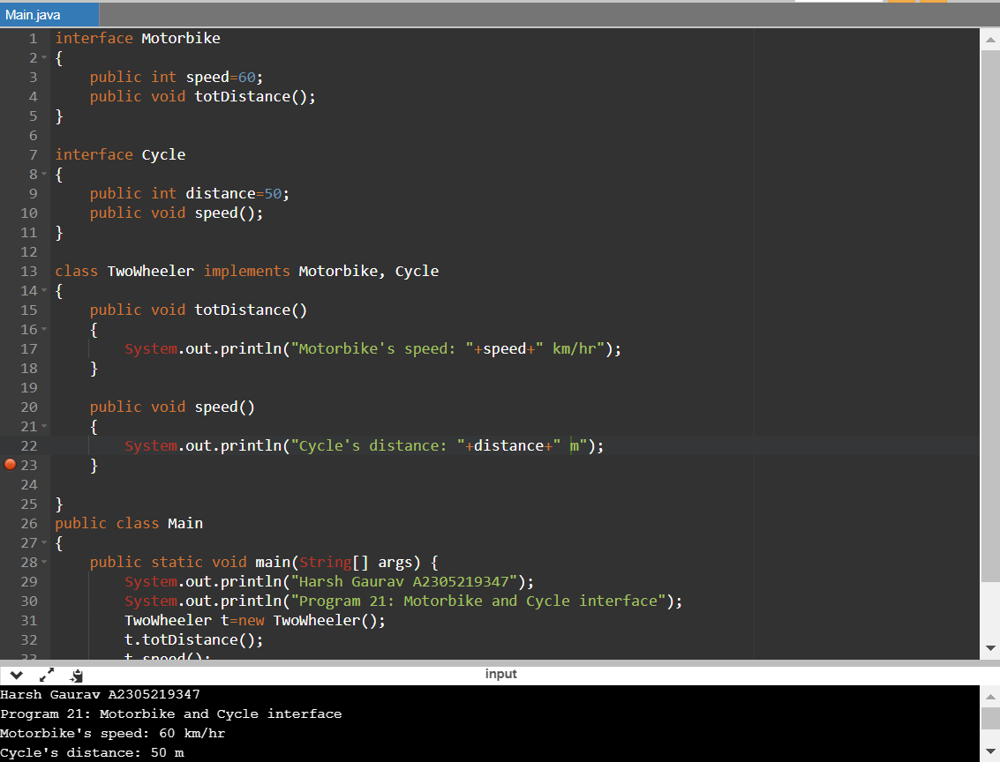 Main.java
1 interface Motorbike
2 {
3 public int speed=60;
4 public void totDistance();
5 }
6
7 interface Cycle
8 {
9 public int distance=50;
10 public void speed();
11 }
12
13 class TwoWheeler implements Motorbike, Cycle
14 {
15 public void totDistance()
16 {
17 System.out.println("Motorbike's speed: "+speed+" km/hr");
18 }
19
20 public void speed()
21 {
22 System.out.println("Cycle's distance: "+distance+" m");
23 }
24
25 }
26 public class Main
27 {
28 public static void main(String[] args) {
29 System.out.println("Harsh Gaurav A2305219347");
30 System.out.println("Program 21: Motorbike and Cycle interface");
31 TwoWheeler t=new TwoWheeler();
32 t.totDistance();
33 t.speed();
input
Harsh Gaurav A2305219347
Program 21: Motorbike and Cycle interface
Motorbike's speed: 60 km/hr
Cycle's distance: 50 m